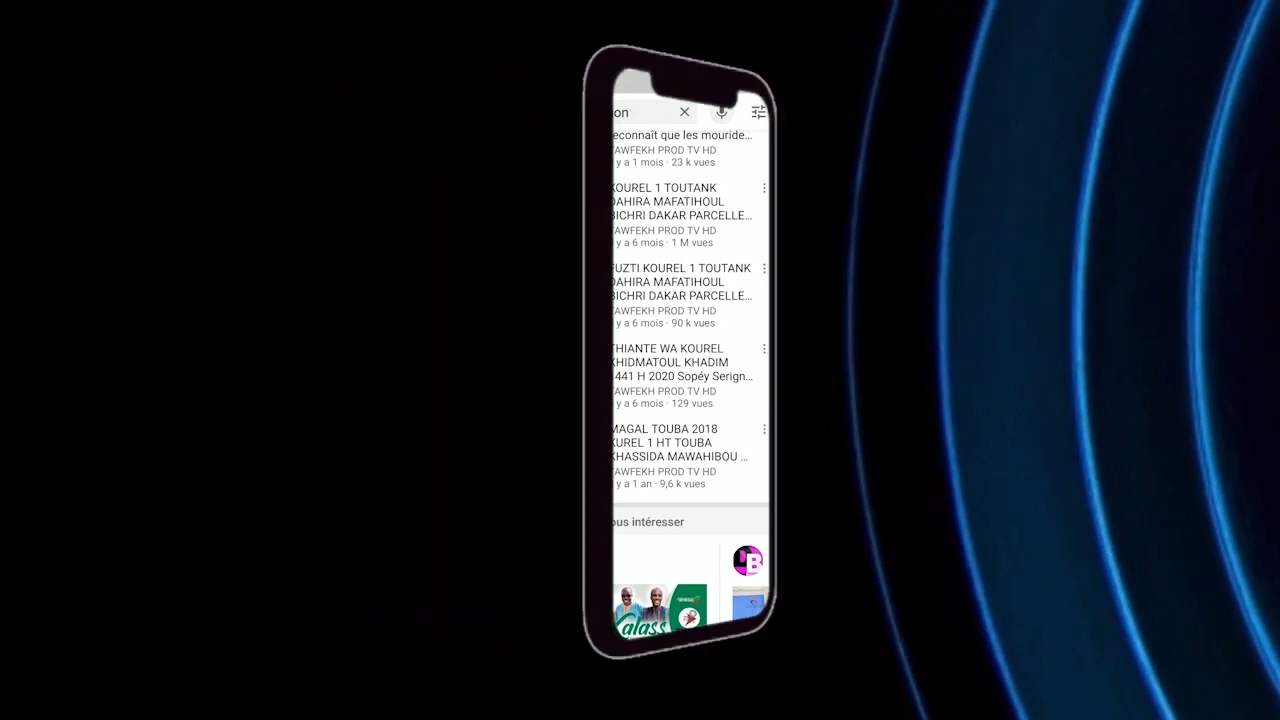 on
econnaît que les mouride...
AWFEKH PROD TV HD
y a 1 mois · 23 k vues
KOUREL 1 TOUTANK
DAHIRA MAFATIHOUL
BICHRI DAKAR PARCELLE...
AWFEKH PROD TV HD
y a 6 mois · 1 M vues
FUZTI KOUREL 1 TOUTANK
DAHIRA MAFATIHOUL
BICHRI DAKAR PARCELLE...
AWFEKH PROD TV HD
y a 6 mois · 90 k vues
THIANTE WA KOUREL
KHIDMATOUL KHADIM
1441 H 2020 Sopéy Serign...
AWFEKH PROD TV HD
y a 6 mois · 129 vues
MAGAL TOUBA 2018
KUREL 1 HT TOUBA
KHASSIDA MAWAHIBOU ...
AWFEKH PROD TV HD
y a 1 an · 9,6 k vues
ous intéresser
B
Xalass